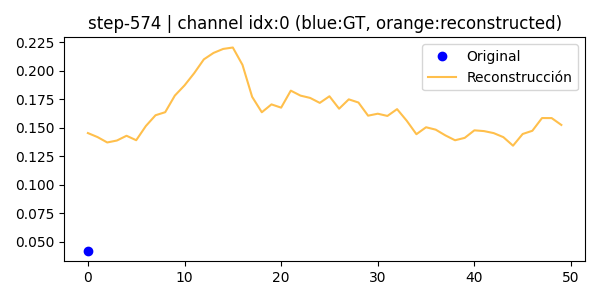 step-574 | channel idx:0 (blue:GT, orange:reconstructed)
Original
Reconstrucción
0.225
0.200
0.175
0.150
0.125
0.100
0.075
0.050
0 10 20 30 40 50